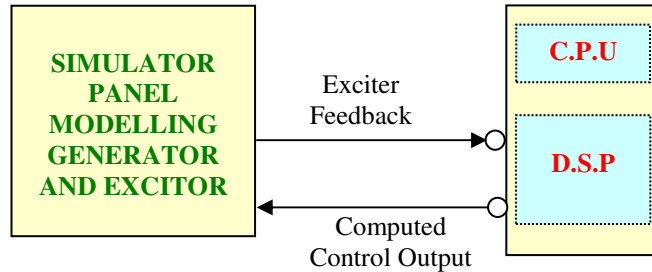 SIMULATOR
PANEL
MODELLING
GENERATOR
AND EXCITOR
Exciter
Feedback
Computed
Control Output
C.P.U
D.S.P